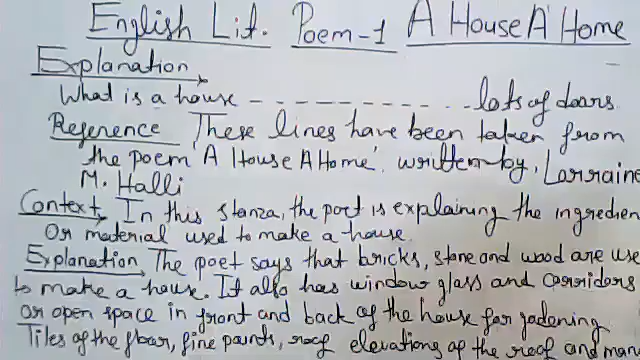 English Lit. Poem-1 A House A Home
Explanation
What is a house - - - - - - - - - - - - lots of doors.
Reference These lines have been taken from
the poem 'A House A Home'. written by, Lorraine
M. Halli
Context, In this stanza, the poet is explaining the ingredien
or material used to make a house.
Explanation The poet says that bricks, stone and wood are use
to make a house. It also has window glass and corridors
or open space in front and back of the house for gadening
Tiles of the floor, fine paints, roof elevations of the roof and man